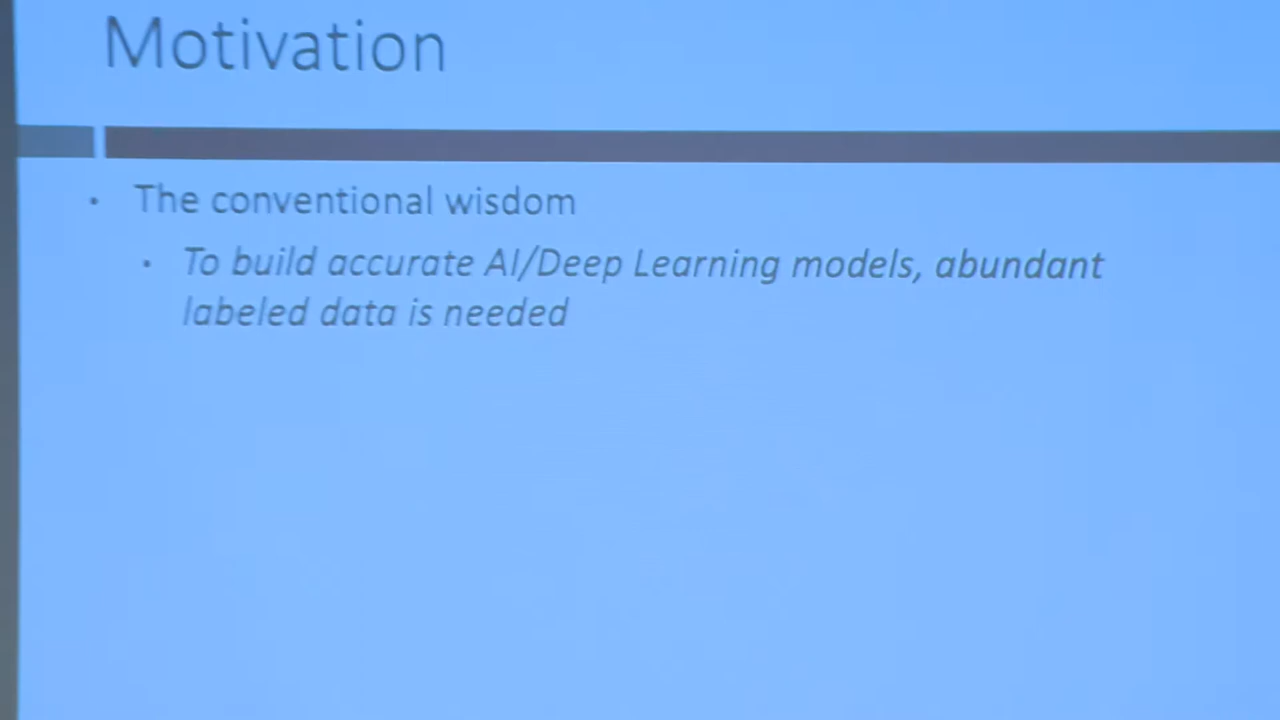 Motivation
• The conventional wisdom
• To build accurate AI/Deep Learning models, abundant
labeled data is needed